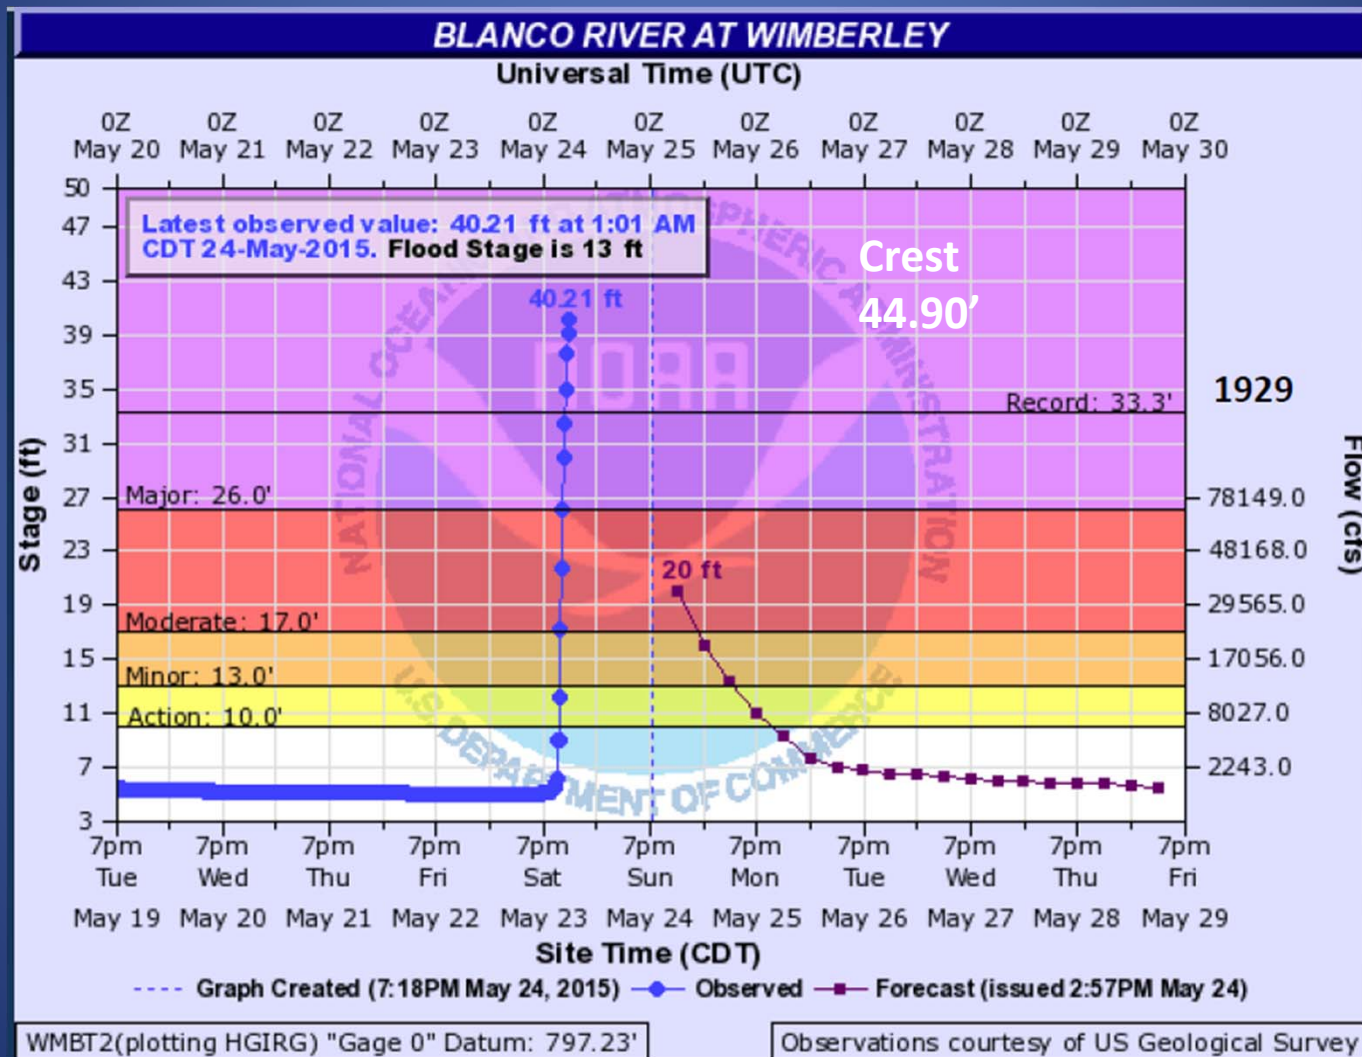 BLANCO RIVER AT WIMBERLEY
Universal Time (UTC)
0Z 0Z 0Z 0Z 0Z 0Z 0Z 0Z 0Z 0Z 0Z
May 20 May 21 May 22 May 23 May 24 May 25 May 26 May 27 May 28 May 29 May 30
Latest observed value: 40.21 ft at 1:01 AM
CDT 24-May-2015. Flood Stage is 13 ft
Crest
44.90’
40.21 ft
NOAA
NATIONAL OCEANIC AND ATMOSPHERIC ADMINISTRATION
U.S. DEPARTMENT OF COMMERCE
Record: 33.3'
1929
Major: 26.0'
20 ft
Moderate: 17.0'
Minor: 13.0'
Action: 10.0'
Stage (ft)
50
47
43
39
35
31
27
23
19
15
11
7
3
Flow (cfs)
78149.0
48168.0
29565.0
17056.0
8027.0
2243.0
7pm 7pm 7pm 7pm 7pm 7pm 7pm 7pm 7pm 7pm 7pm
Tue Wed Thu Fri Sat Sun Mon Tue Wed Thu Fri
May 19 May 20 May 21 May 22 May 23 May 24 May 25 May 26 May 27 May 28 May 29
Site Time (CDT)
Graph Created (7:18PM May 24, 2015) Observed Forecast (issued 2:57PM May 24)
WMBT2(plotting HGIRG) "Gage 0" Datum: 797.23'
Observations courtesy of US Geological Survey